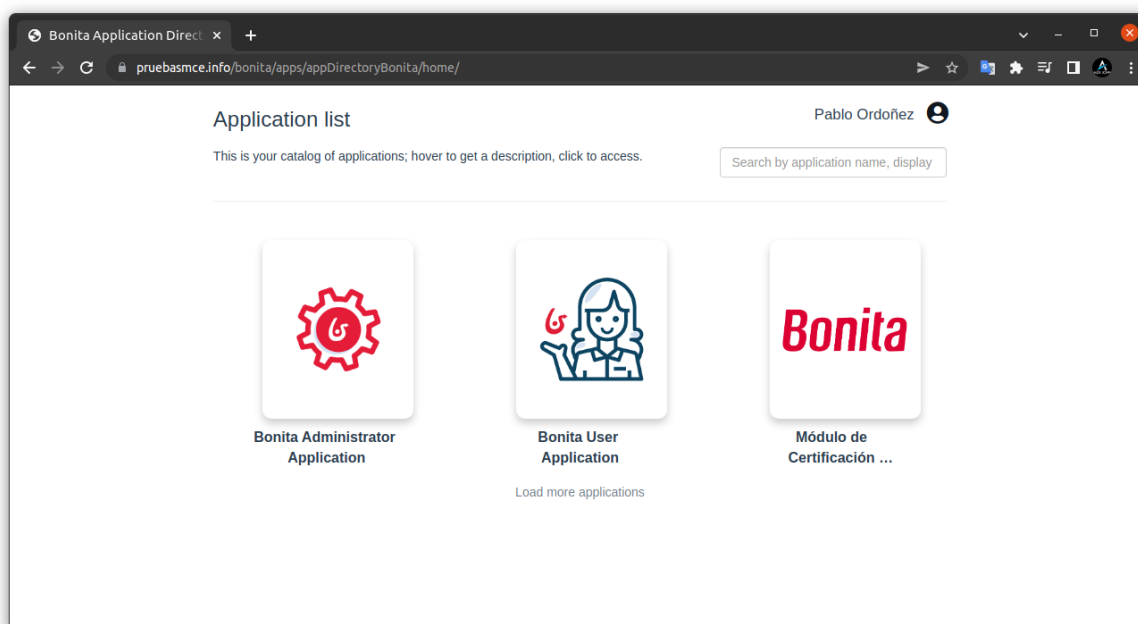 Bonita Application Direct
pruebasmce.info/bonita/apps/appDirectoryBonita/home/
Application list
Pablo Ordoñez
This is your catalog of applications; hover to get a description, click to access.
Search by application name, display
Bonita
Bonita Administrator
Application
Bonita User
Application
Módulo de
Certificación …
Load more applications